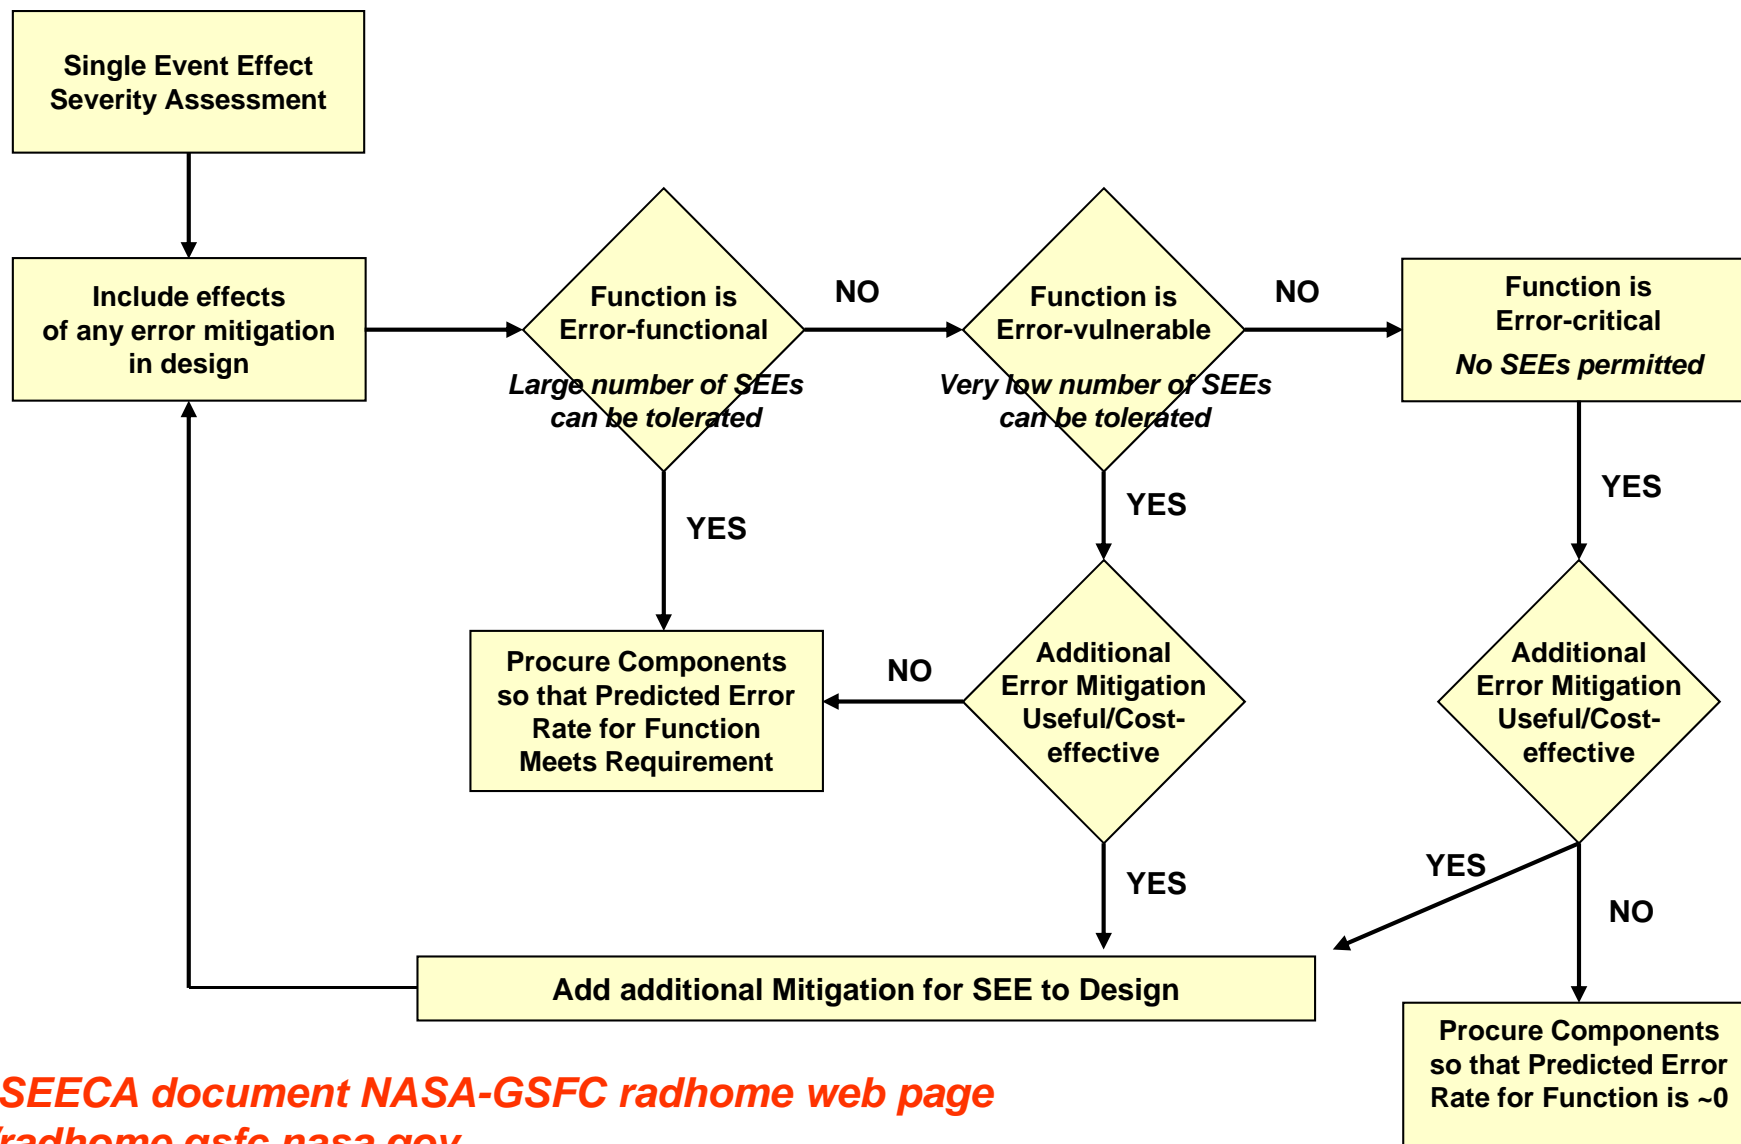 Single Event Effect
Severity Assessment
Include effects
of any error mitigation
in design
Function is
Error-functional
Large number of SEEs
can be tolerated
NO
Function is
Error-vulnerable
Very low number of SEEs
can be tolerated
NO
Function is
Error-critical
No SEEs permitted
YES
YES
YES
Procure Components
so that Predicted Error
Rate for Function
Meets Requirement
NO
Additional
Error Mitigation
Useful/Cost-
effective
Additional
Error Mitigation
Useful/Cost-
effective
YES
YES
NO
Add additional Mitigation for SEE to Design
Procure Components
so that Predicted Error
Rate for Function is ~0
SEECA document NASA-GSFC radhome web page
/radhome.gsfc.nasa.gov